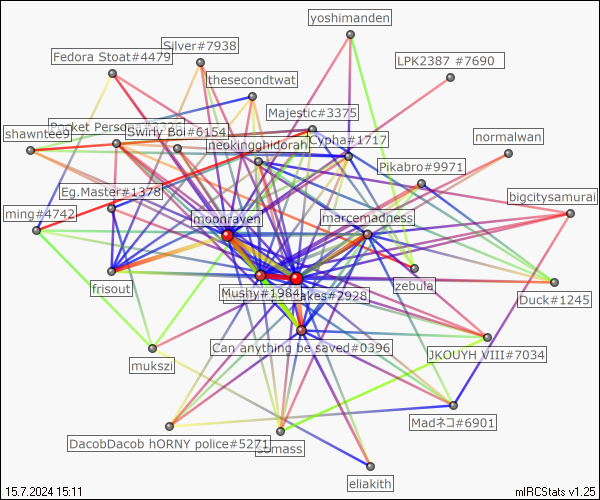 yoshimanden
Silver#7938
Fedora Stoat#4479
LPK2387 #7690
thesecondtwat
Majestic#3375
Pocket Person
Swirly Boi#6154
shawntee9
neokingghidorah
Cypha#1717
normalwan
Pikabro#9971
Eg.Master#1378
bigcitysamurai
ming#4742
moonraven
marcemadness
frisout
zebula
Mushy#1984
akes#2928
Duck#1245
Can anything be saved#0396
JKOUYH VIII#7034
mukszi
Madネコ#6901
DacobDacob hORNY police#5271
somass
eliakith
15.7.2024 15:11
mIRCStats v1.25